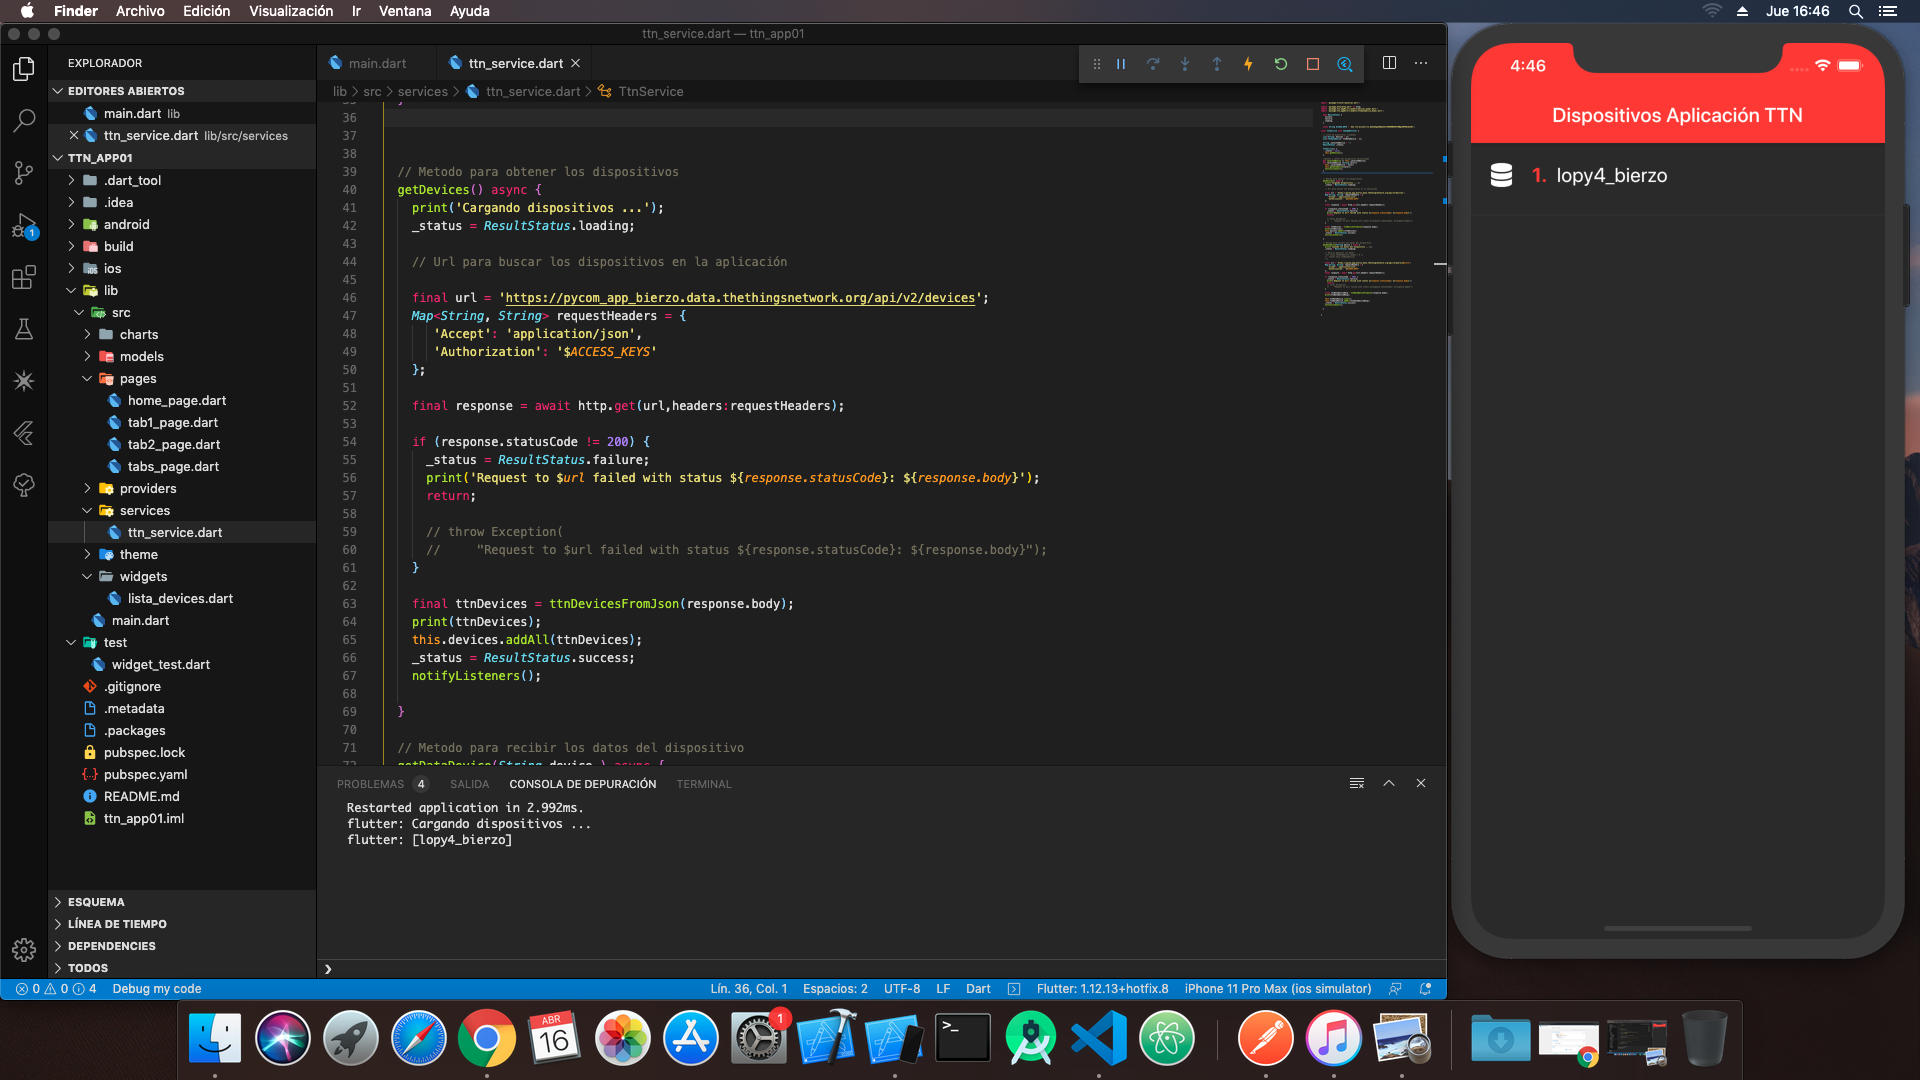 Finder Archivo Edición Visualización Ir Ventana Ayuda
Jue 16:46
ttn_service.dart — ttn_app01
EXPLORADOR
EDITORES ABIERTOS
main.dart lib
ttn_service.dart lib/src/services
TTN_APP01
.dart_tool
.idea
android
build
ios
lib
src
charts
models
pages
home_page.dart
tab1_page.dart
tab2_page.dart
tabs_page.dart
providers
services
ttn_service.dart
theme
widgets
lista_devices.dart
main.dart
test
widget_test.dart
.gitignore
.metadata
.packages
pubspec.lock
pubspec.yaml
README.md
ttn_app01.iml
ESQUEMA
LÍNEA DE TIEMPO
DEPENDENCIES
TODOS
1
main.dart
ttn_service.dart
lib > src > services > ttn_service.dart > TtnService
35 }
36
37
38
39 // Metodo para obtener los dispositivos
40 getDevices() async {
41 print('Cargando dispositivos ...');
42 _status = ResultStatus.loading;
43
44 // Url para buscar los dispositivos en la aplicación
45
46 final url = 'https://pycom_app_bierzo.data.thethingsnetwork.org/api/v2/devices';
47 Map<String, String> requestHeaders = {
48 'Accept': 'application/json',
49 'Authorization': '$ACCESS_KEYS'
50 };
51
52 final response = await http.get(url,headers:requestHeaders);
53
54 if (response.statusCode != 200) {
55 _status = ResultStatus.failure;
56 print('Request to $url failed with status ${response.statusCode}: ${response.body}');
57 return;
58
59 // throw Exception(
60 //     "Request to $url failed with status ${response.statusCode}: ${response.body}");
61 }
62
63 final ttnDevices = ttnDevicesFromJson(response.body);
64 print(ttnDevices);
65 this.devices.addAll(ttnDevices);
66 _status = ResultStatus.success;
67 notifyListeners();
68
69 }
70
71 // Metodo para recibir los datos del dispositivo
72 getDataDevice(String device ) async {
PROBLEMAS 4 SALIDA CONSOLA DE DEPURACIÓN TERMINAL
Restarted application in 2.992ms.
flutter: Cargando dispositivos ...
flutter: [lopy4_bierzo]
0 0 4 Debug my code
Lín. 36, Col. 1 Espacios: 2 UTF-8 LF Dart Flutter: 1.12.13+hotfix.8 iPhone 11 Pro Max (ios simulator)
4:46
Dispositivos Aplicación TTN
1. lopy4_bierzo
ABR
16
1
>_